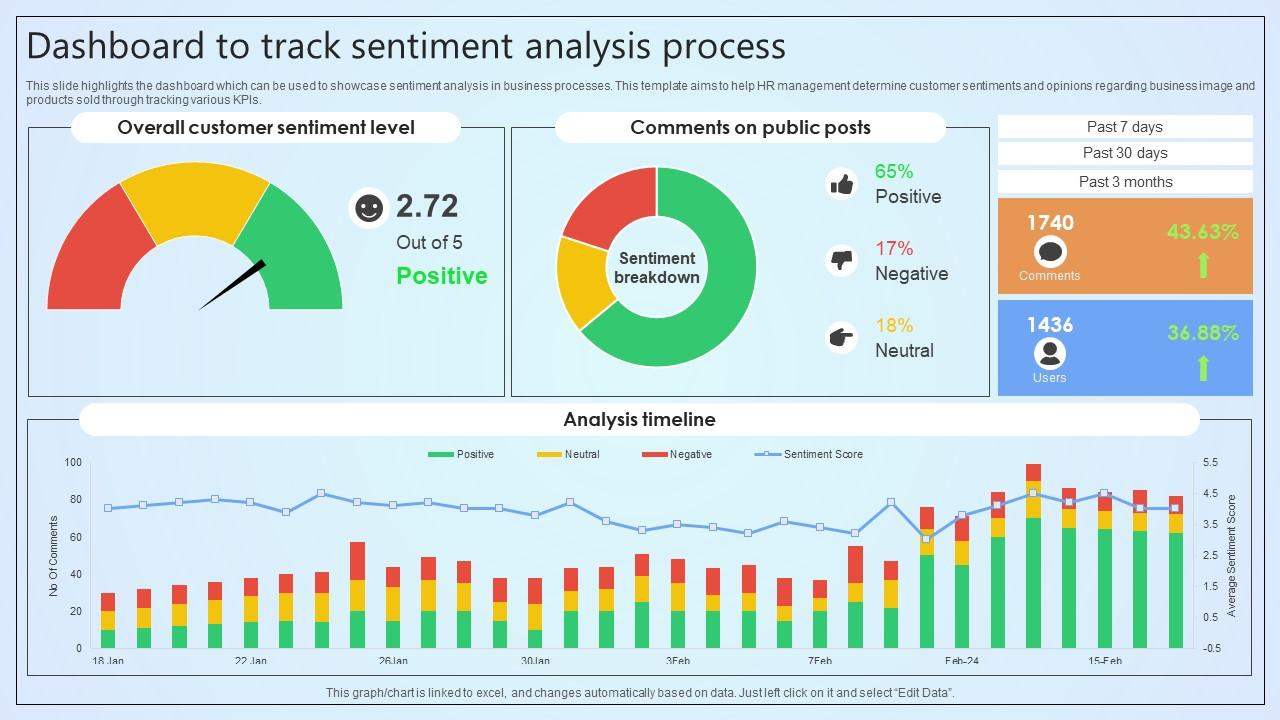 Dashboard to track sentiment analysis process
This slide highlights the dashboard which can be used to showcase sentiment analysis in business processes. This template aims to help HR management determine customer sentiments and opinions regarding business image and
products sold through tracking various KPIs.
Overall customer sentiment level
2.72
Out of 5
Positive
Comments on public posts
Sentiment
breakdown
65%
Positive
17%
Negative
18%
Neutral
Past 7 days
Past 30 days
Past 3 months
1740
Comments
43.63%
1436
Users
36.88%
Analysis timeline
Positive Neutral Negative Sentiment Score
No Of Comments
100
80
60
40
20
0
5.5
4.5
3.5
2.5
1.5
0.5
-0.5
Average Sentiment Score
18 Jan 22 Jan 26Jan 30Jan 3Feb 7Feb Feb-24 15-Feb
This graph/chart is linked to excel, and changes automatically based on data. Just left click on it and select “Edit Data”.